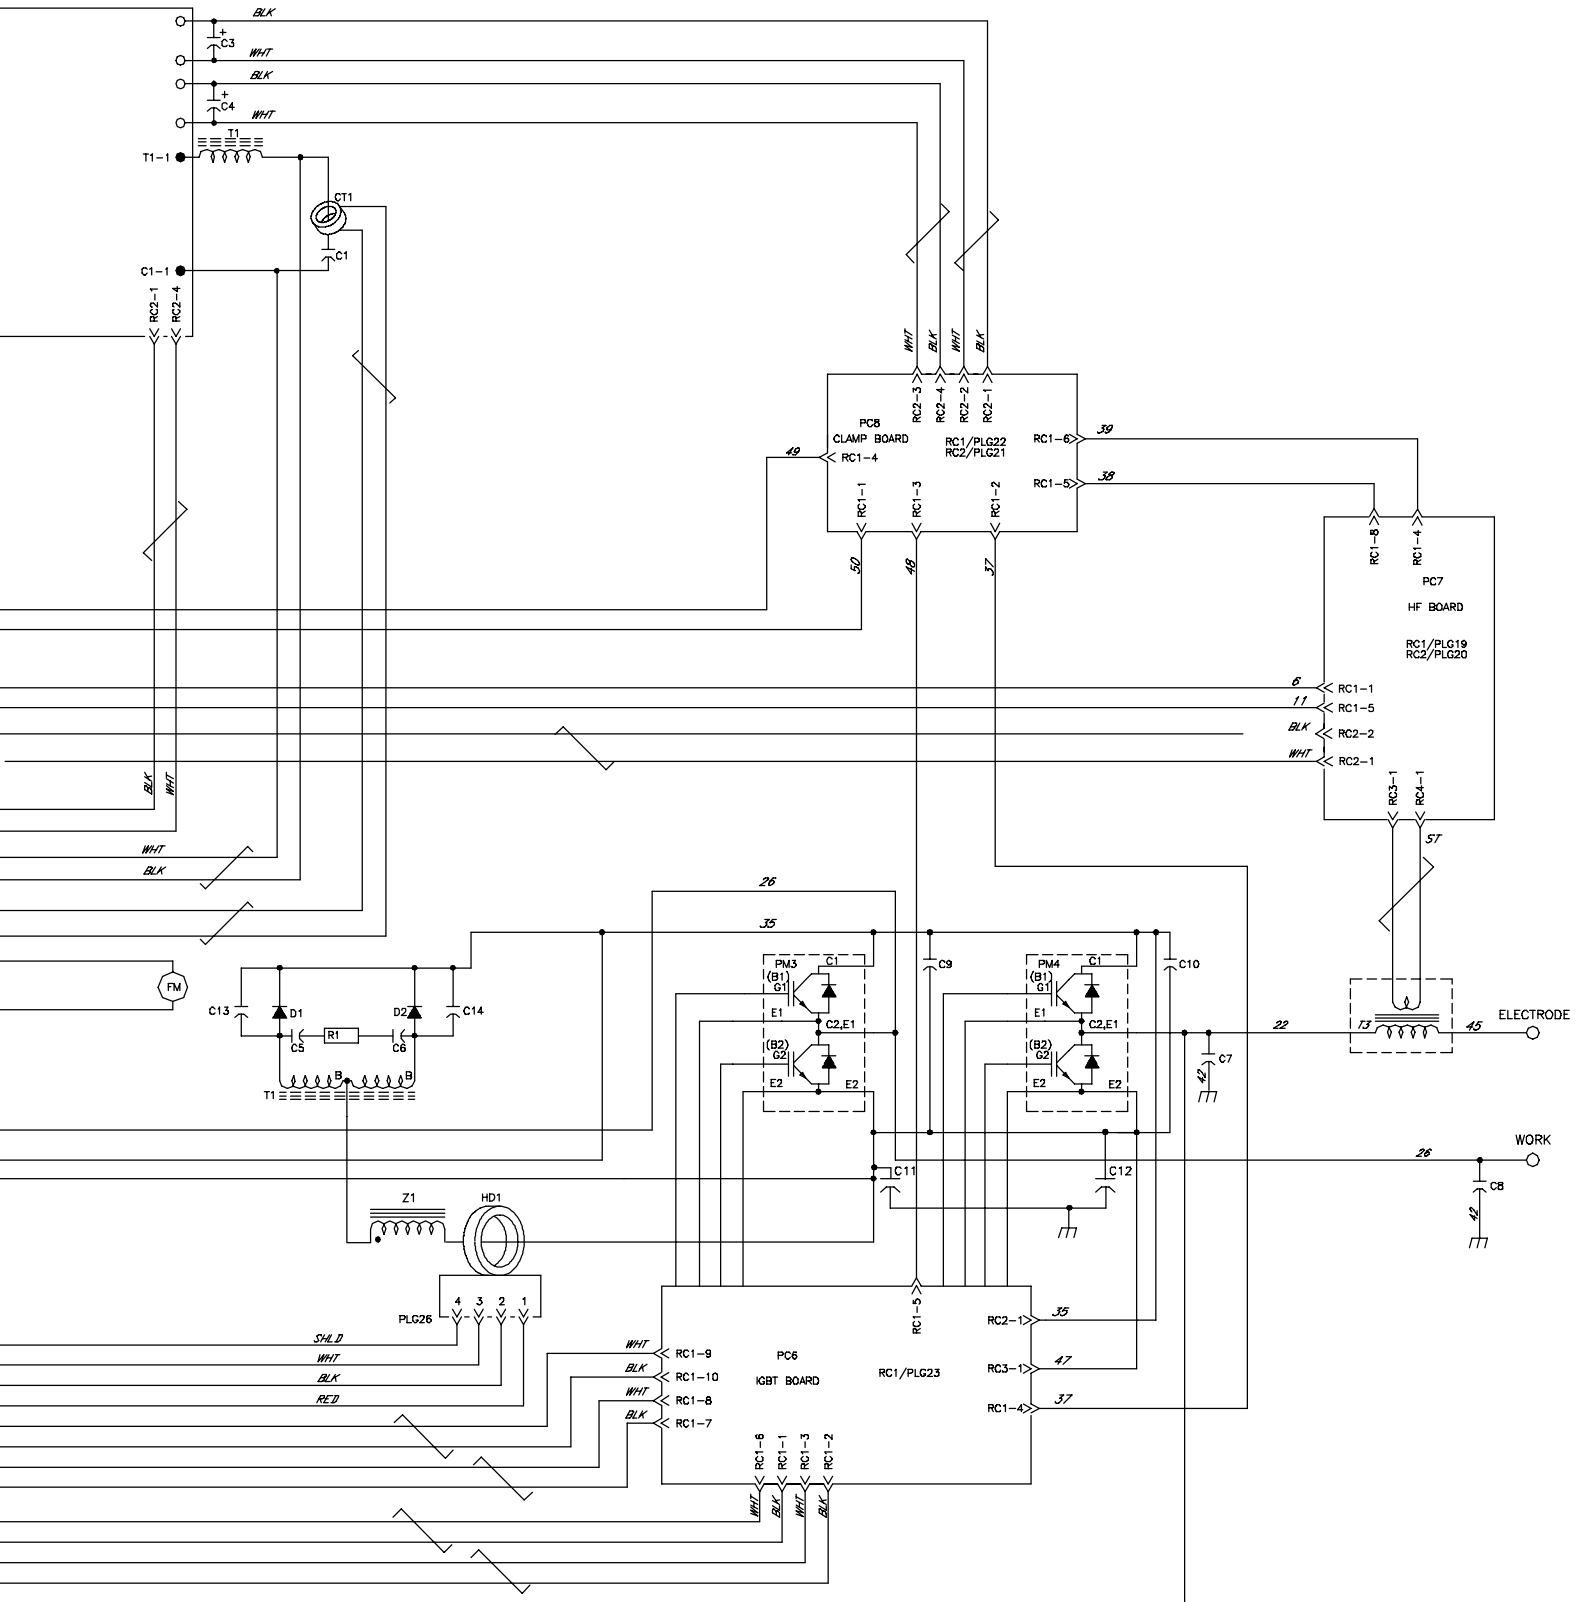 BLK
+
C3
WHT
BLK
+
C4
WHT
T1
T1-1
CT1
C1
C1-1
RC2-1
RC2-4
WHT
BLK
WHT
BLK
RC2-3
RC2-4
RC2-2
RC2-1
PC8
CLAMP BOARD
RC1/PLG22
RC2/PLG21
RC1-6
39
49
RC1-4
RC1-5
38
RC1-1
RC1-3
RC1-2
50
48
37
RC1-8
RC1-4
PC7
HF BOARD
RC1/PLG19
RC2/PLG20
6
RC1-1
11
RC1-5
BLK
RC2-2
WHT
RC2-1
BLK
WHT
RC3-1
RC4-1
ST
WHT
BLK
26
35
PM3
C1
(B1)
G1
E1
C2,E1
(B2)
G2
E2
E2
C9
PM4
C1
(B1)
G1
E1
C2,E1
(B2)
G2
E2
E2
C10
FM
C13
D1
D2
C14
C5
R1
C6
B
B
T1
22
T3
45
ELECTRODE
C7
42
WORK
26
C8
42
C11
C12
Z1
HD1
4
3
2
1
PLG26
SHLD
WHT
BLK
RED
WHT
RC1-9
BLK
RC1-10
WHT
RC1-8
BLK
RC1-7
PC6
IGBT BOARD
RC1/PLG23
RC1-5
RC2-1
35
RC3-1
47
RC1-4
37
RC1-6
RC1-1
RC1-3
RC1-2
WHT
BLK
WHT
BLK